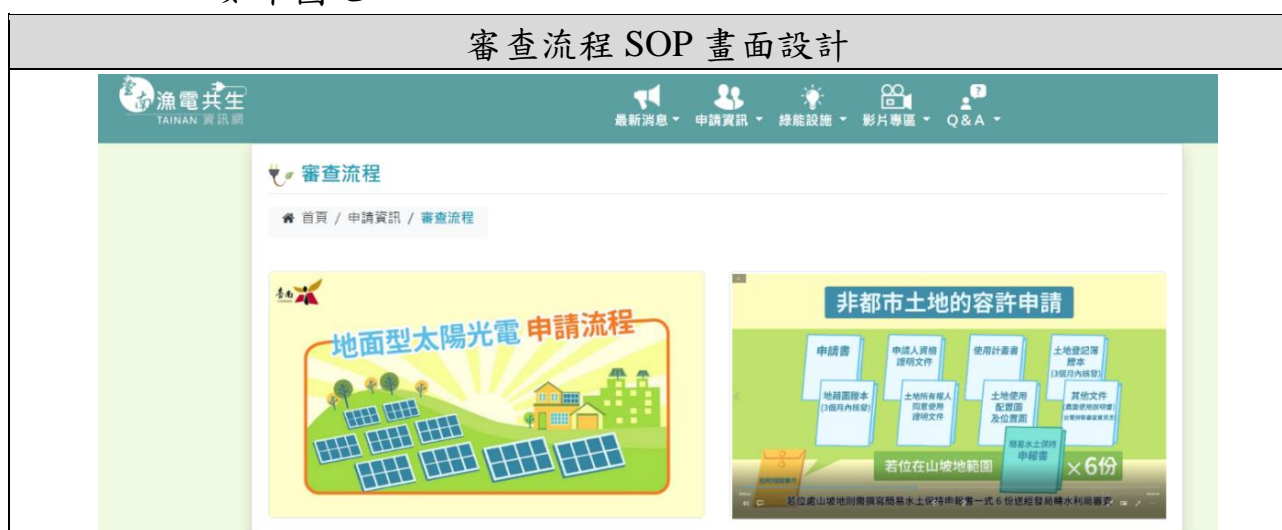 審查流程 SOP 畫面設計
臺南漁電共生
TAINAN 資訊網
最新消息 申請資訊 綠能設施 影片專區 Q&A
審查流程
首頁 / 申請資訊 / 審查流程
臺南
地面型太陽光電 申請流程
非都市土地的容許申請
申請書
申請人資格
證明文件
使用計畫書
土地登記簿
謄本
(3個月內核發)
地籍圖謄本
(3個月內核發)
土地所有權人
同意使用
證明文件
土地使用
配置圖
及位置圖
其他文件
簡易水土保持
申報書
若位在山坡地範圍
×6份
若位處山坡地則需撰寫簡易水土保持申報書一式6份送經發局轉水利局審查